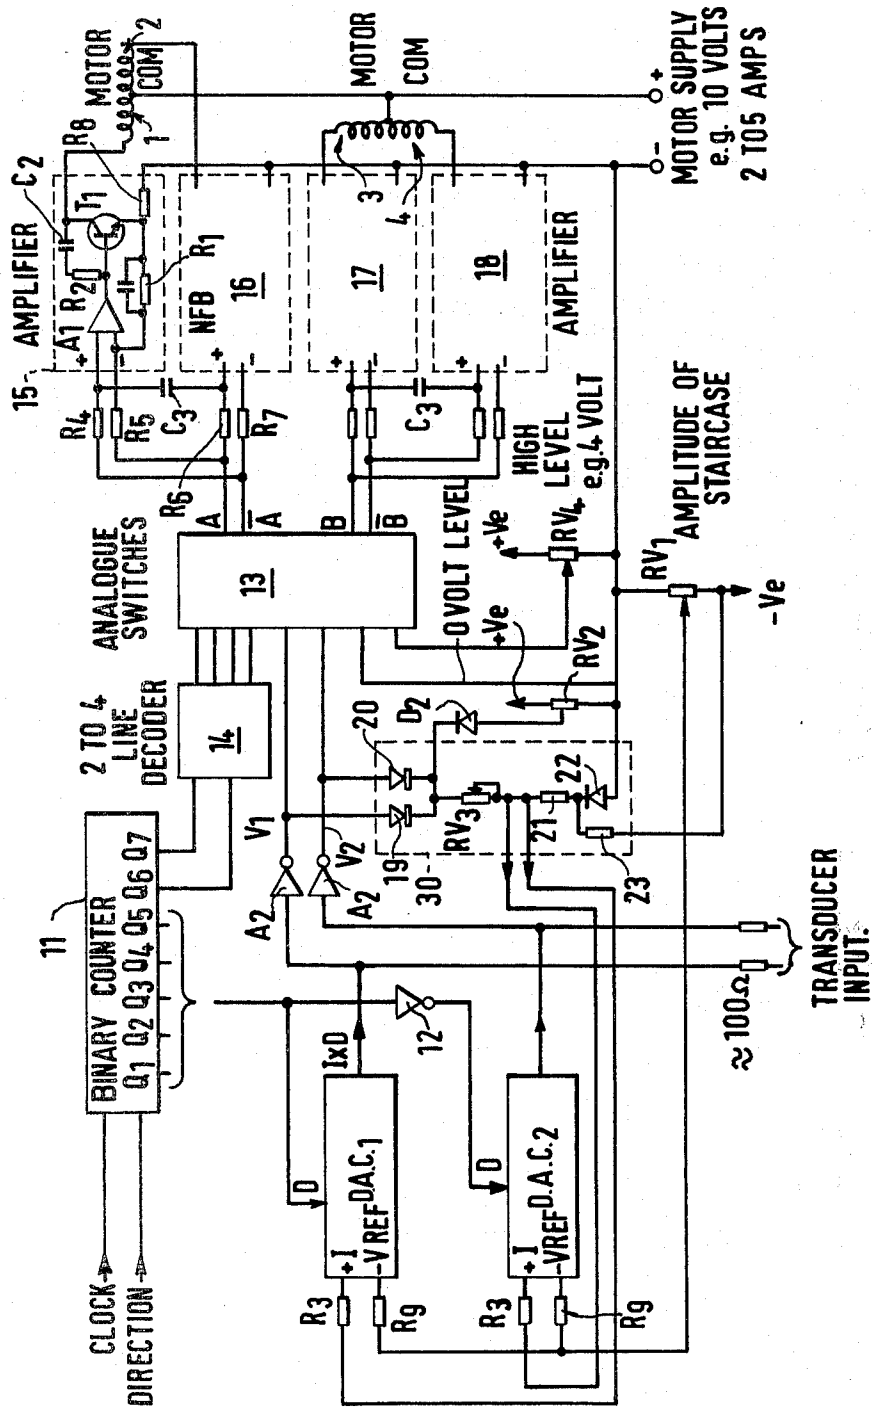 CLOCK
DIRECTION
11
BINARY COUNTER
Q1 Q2 Q3 Q4 Q5 Q6 Q7
2 TO 4
LINE
DECODER
14
ANALOGUE
SWITCHES
13
A
A̅
B
B̅
R4
R5
R6
R7
C3
C3
15
AMPLIFIER
A1
+
−
R2
C2
T1
R8
R1
MOTOR
COM
1
2
NFB
16
+
−
17
+
−
18
+
−
AMPLIFIER
MOTOR
COM
3
4
+
−
MOTOR SUPPLY
e.g. 10 VOLTS
2 TO 5 AMPS
V1
V2
A2
A2
12
I×D
D
D.A.C.1
+I
−VREF
R3
R9
D
D.A.C.2
+I
−VREF
R3
R9
19
20
30
RV3
21
22
23
D2
RV2
+Ve
0 VOLT LEVEL
+Ve
RV4
HIGH
LEVEL
e.g.4 VOLT
RV1
AMPLITUDE OF
STAIRCASE
-Ve
≈100Ω
TRANSDUCER
INPUT.